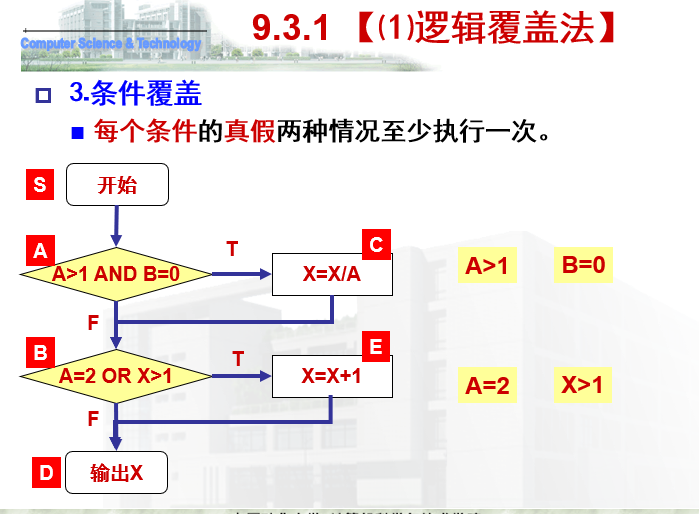 Computer Science & Technology
9.3.1 【⑴逻辑覆盖法】
3.条件覆盖
每个条件的真假两种情况至少执行一次。
S
开始
A
A>1 AND B=0
T
C
X=X/A
A>1
B=0
F
B
A=2 OR X>1
T
E
X=X+1
A=2
X>1
F
D
输出X